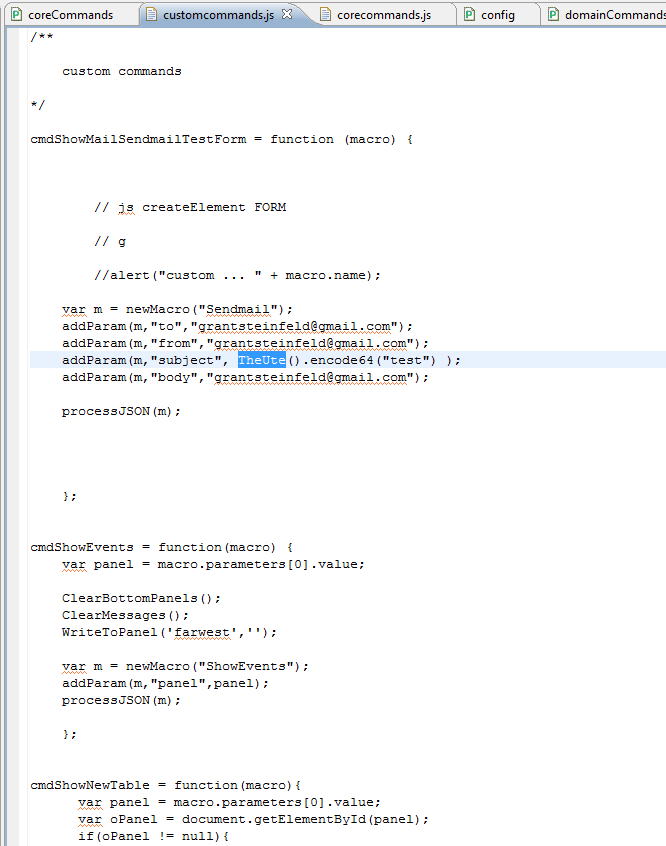 coreCommands customcommands.js corecommands.js config domainCommands
/**
custom commands
*/
cmdShowMailSendmailTestForm = function (macro) {
// js createElement FORM
// g
//alert("custom ... " + macro.name);
var m = newMacro("Sendmail");
addParam(m,"to","grantsteinfeld@gmail.com");
addParam(m,"from","grantsteinfeld@gmail.com");
addParam(m,"subject", TheUte().encode64("test") );
addParam(m,"body","grantsteinfeld@gmail.com");
processJSON(m);
};
cmdShowEvents = function(macro) {
var panel = macro.parameters[0].value;
ClearBottomPanels();
ClearMessages();
WriteToPanel('farwest','');
var m = newMacro("ShowEvents");
addParam(m,"panel",panel);
processJSON(m);
};
cmdShowNewTable = function(macro){
var panel = macro.parameters[0].value;
var oPanel = document.getElementById(panel);
if(oPanel != null){